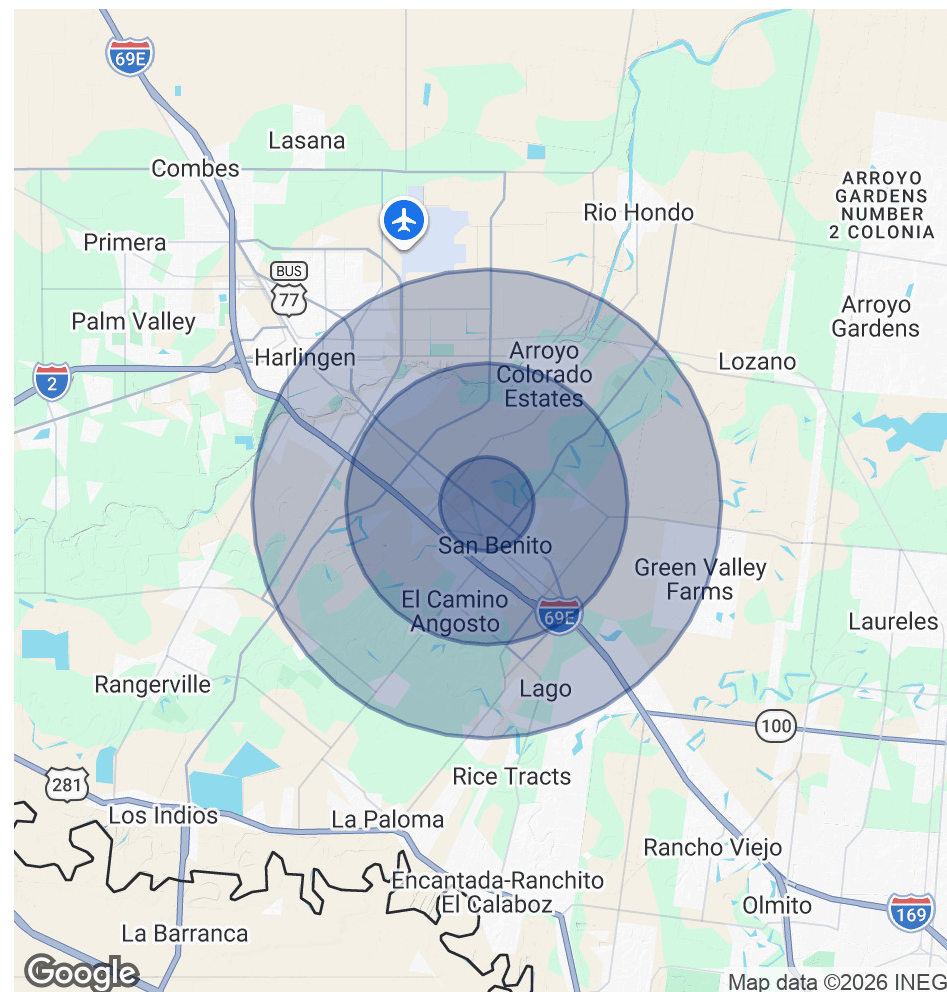 69E
Lasana
Combes
ARROYO
GARDENS
NUMBER
2 COLONIA
Rio Hondo
Primera
BUS
77
Palm Valley
Arroyo
Gardens
Harlingen
Arroyo
Colorado
Estates
Lozano
2
San Benito
Green Valley
Farms
El Camino
Angosto
69E
Laureles
Rangerville
Lago
100
281
Rice Tracts
Los Indios
La Paloma
Rancho Viejo
Encantada-Ranchito
El Calaboz
Olmito
169
La Barranca
Google
Map data ©2026 INEG